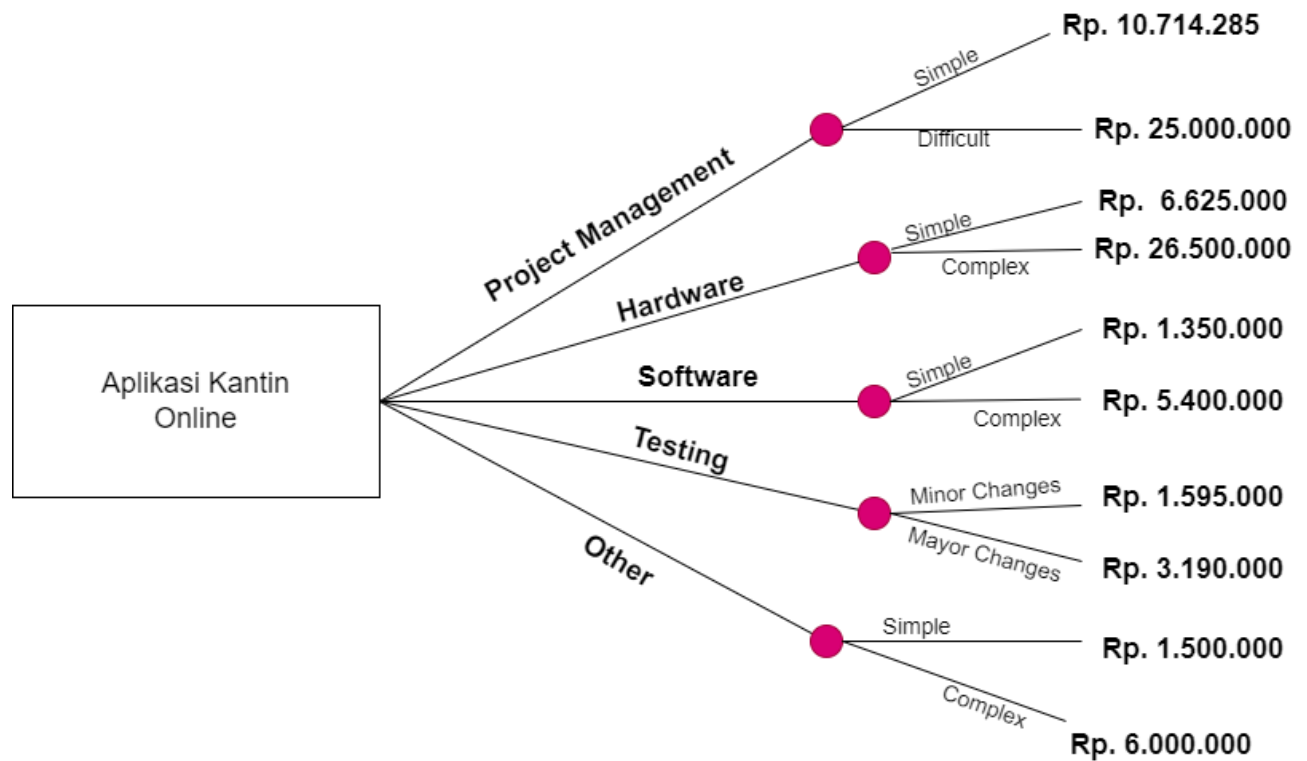 Rp. 10.714.285
Simple
Rp. 25.000.000
Difficult
Project Management
Rp. 6.625.000
Simple
Rp. 26.500.000
Complex
Hardware
Rp. 1.350.000
Simple
Software
Rp. 5.400.000
Complex
Aplikasi Kantin
Online
Testing
Minor Changes
Rp. 1.595.000
Mayor Changes
Rp. 3.190.000
Other
Simple
Rp. 1.500.000
Complex
Rp. 6.000.000